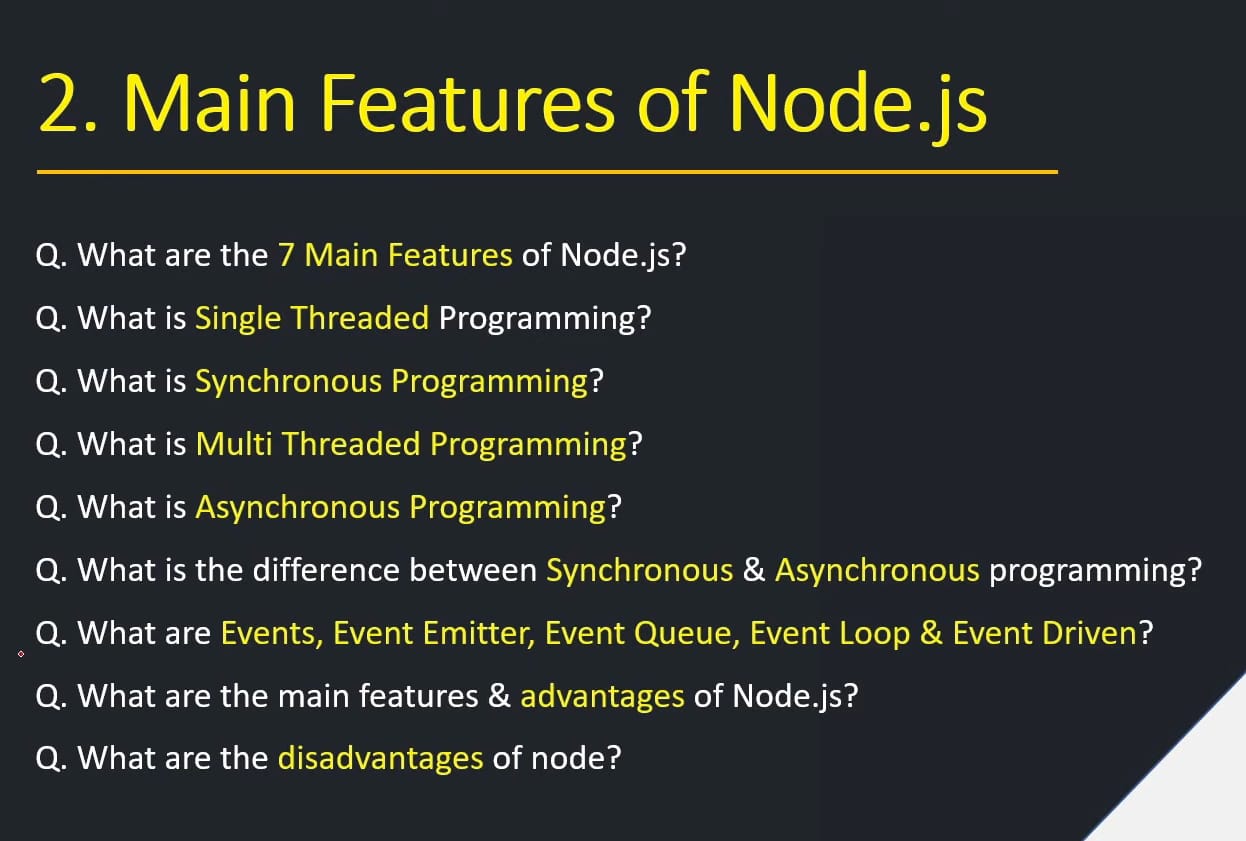 2. Main Features of Node.js
Q. What are the 7 Main Features of Node.js?
Q. What is Single Threaded Programming?
Q. What is Synchronous Programming?
Q. What is Multi Threaded Programming?
Q. What is Asynchronous Programming?
Q. What is the difference between Synchronous & Asynchronous programming?
Q. What are Events, Event Emitter, Event Queue, Event Loop & Event Driven?
Q. What are the main features & advantages of Node.js?
Q. What are the disadvantages of node?